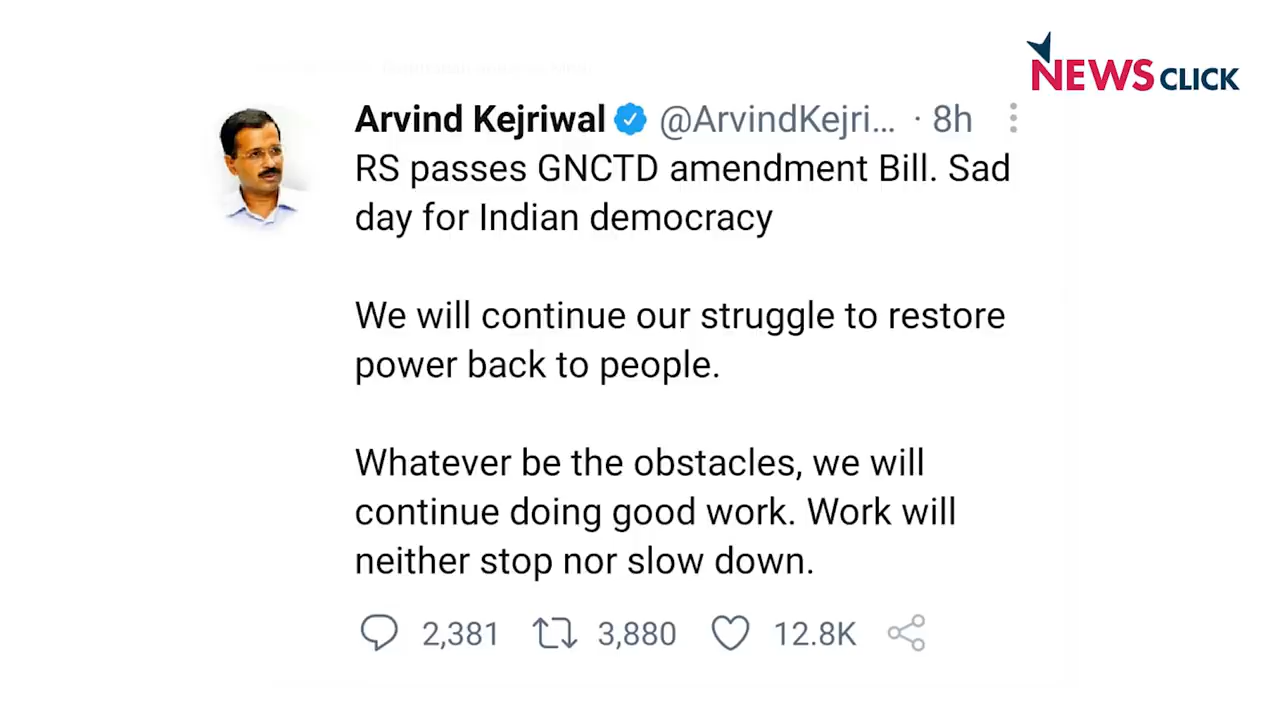 NEWSCLICK
Arvind Kejriwal @ArvindKejri... · 8h
RS passes GNCTD amendment Bill. Sad
day for Indian democracy
We will continue our struggle to restore
power back to people.
Whatever be the obstacles, we will
continue doing good work. Work will
neither stop nor slow down.
2,381 3,880 12.8K